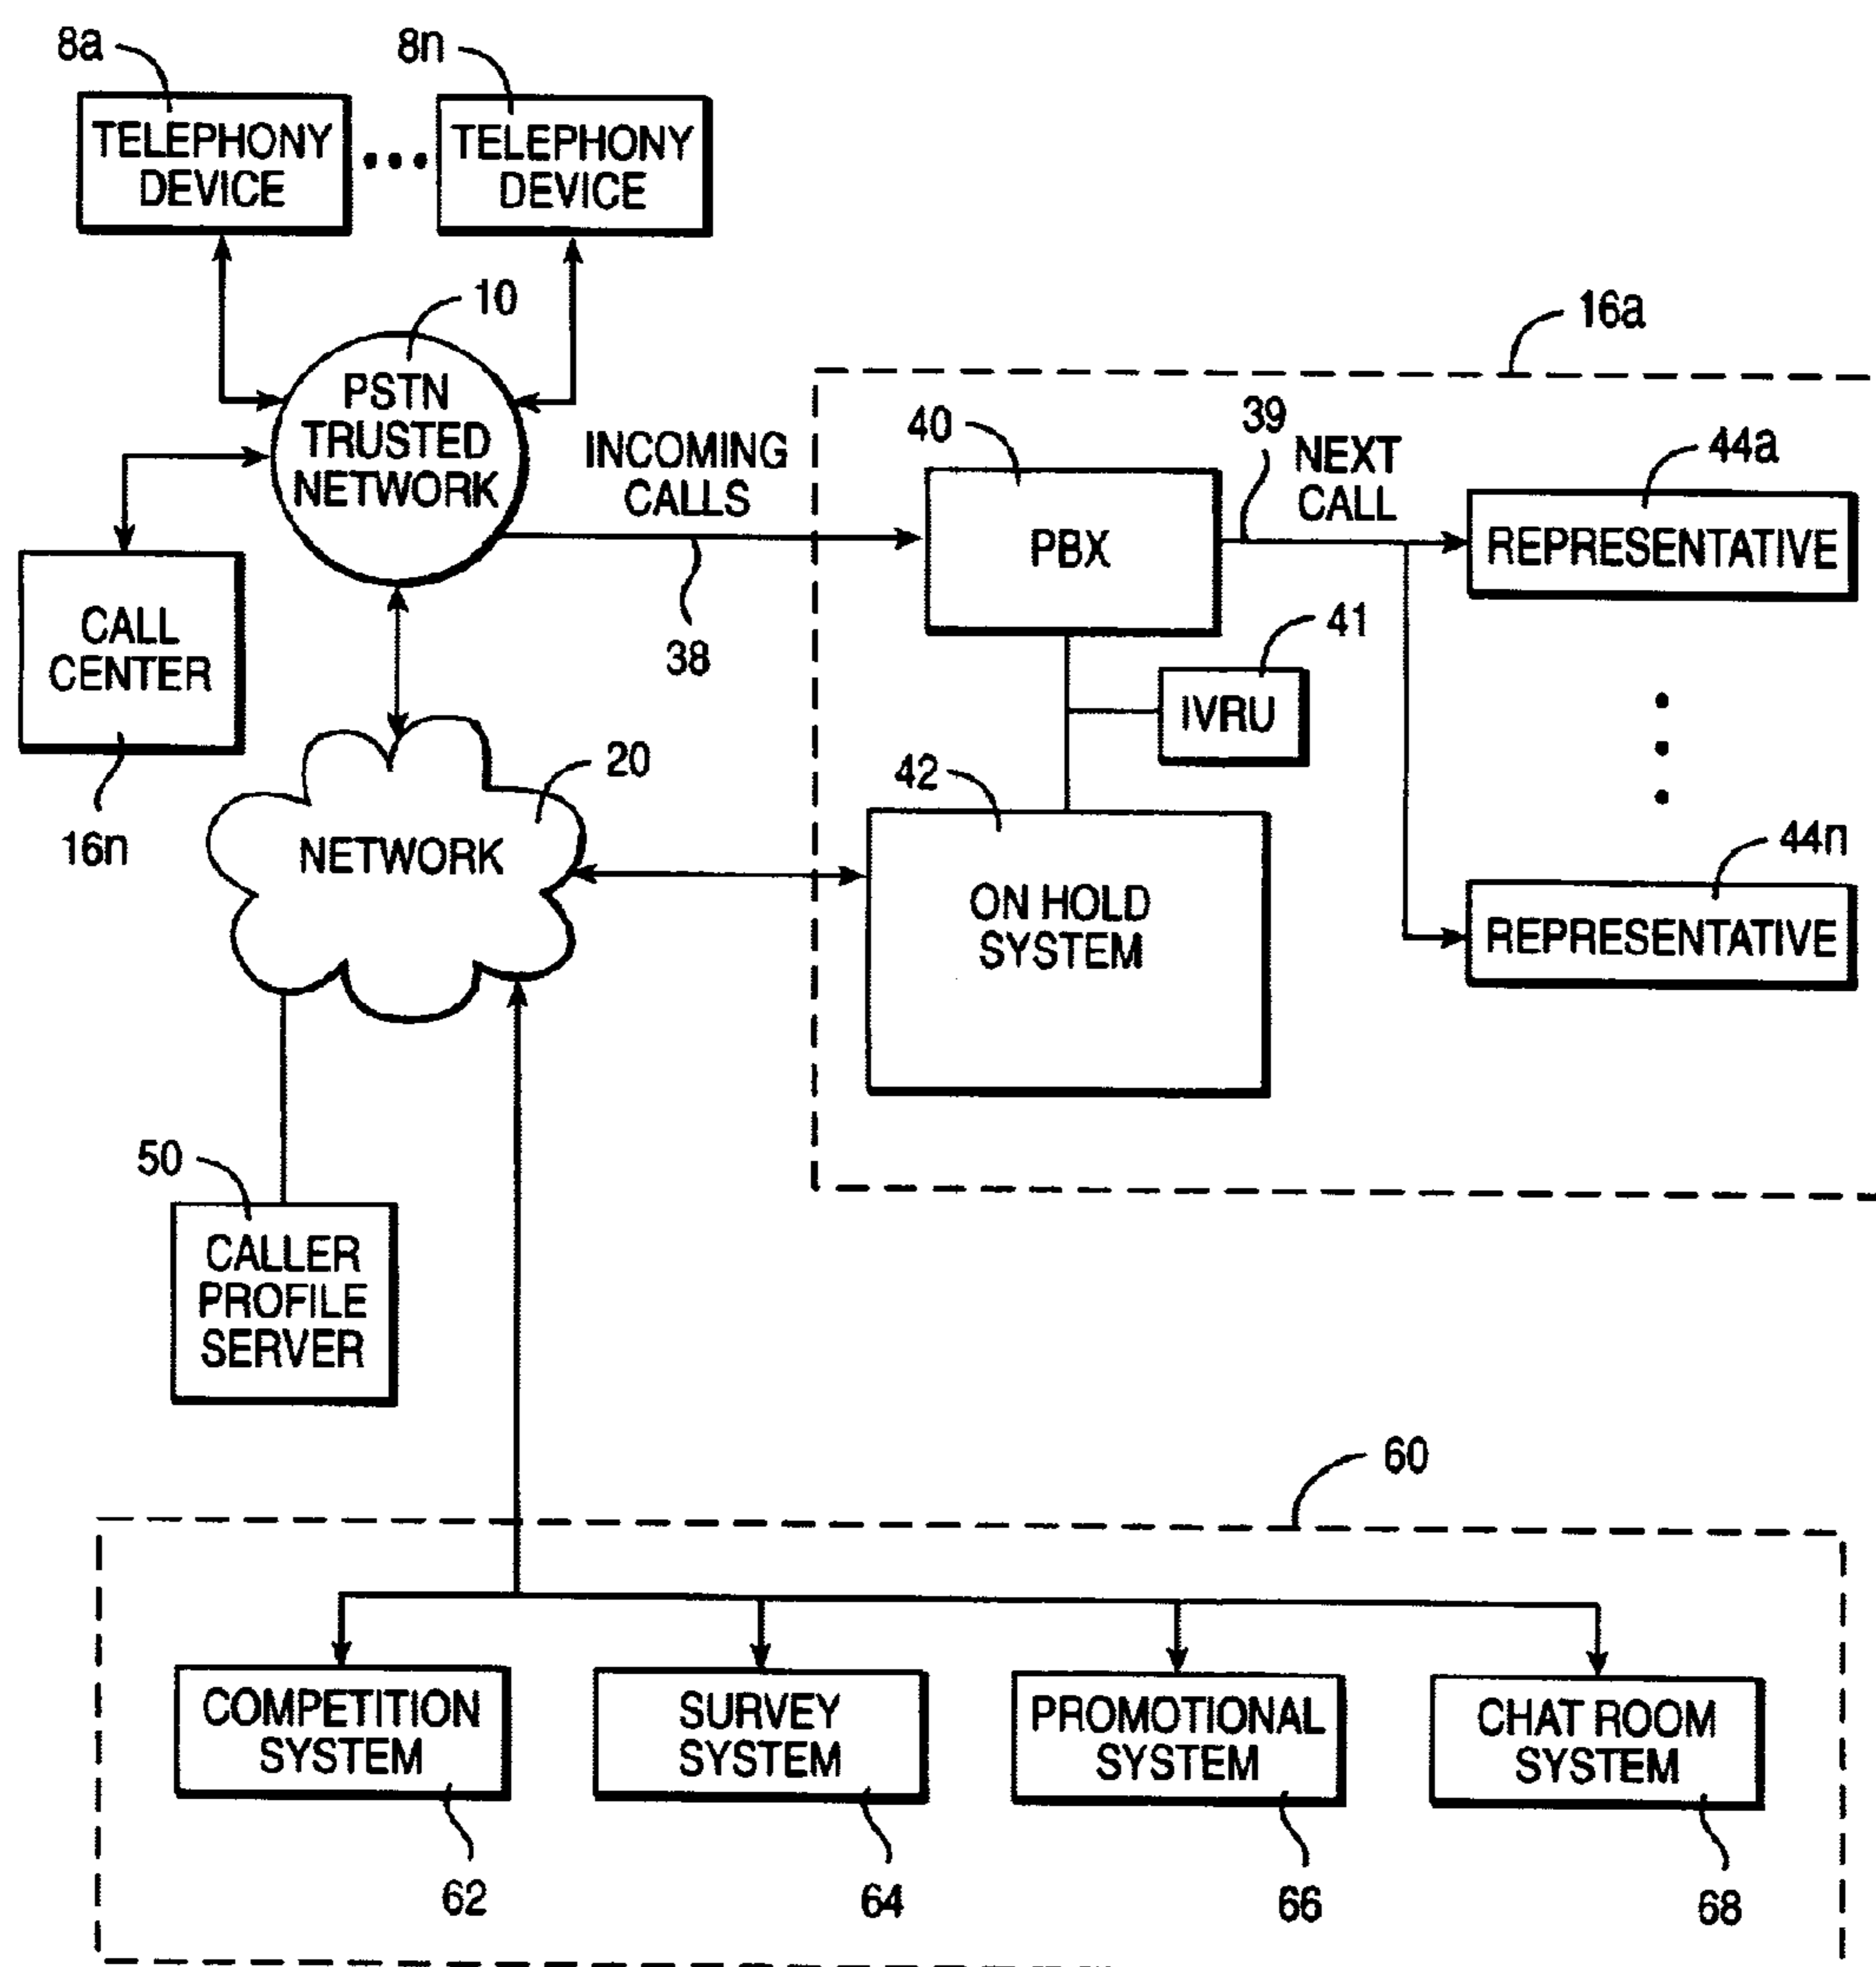 8a
8n
TELEPHONY
DEVICE
TELEPHONY
DEVICE
10
PSTN
TRUSTED
NETWORK
INCOMING
CALLS
38
CALL
CENTER
16n
16a
40
PBX
39
NEXT
CALL
44a
REPRESENTATIVE
41
IVRU
42
ON HOLD
SYSTEM
44n
REPRESENTATIVE
20
NETWORK
50
CALLER
PROFILE
SERVER
60
COMPETITION
SYSTEM
62
SURVEY
SYSTEM
64
PROMOTIONAL
SYSTEM
66
CHAT ROOM
SYSTEM
68